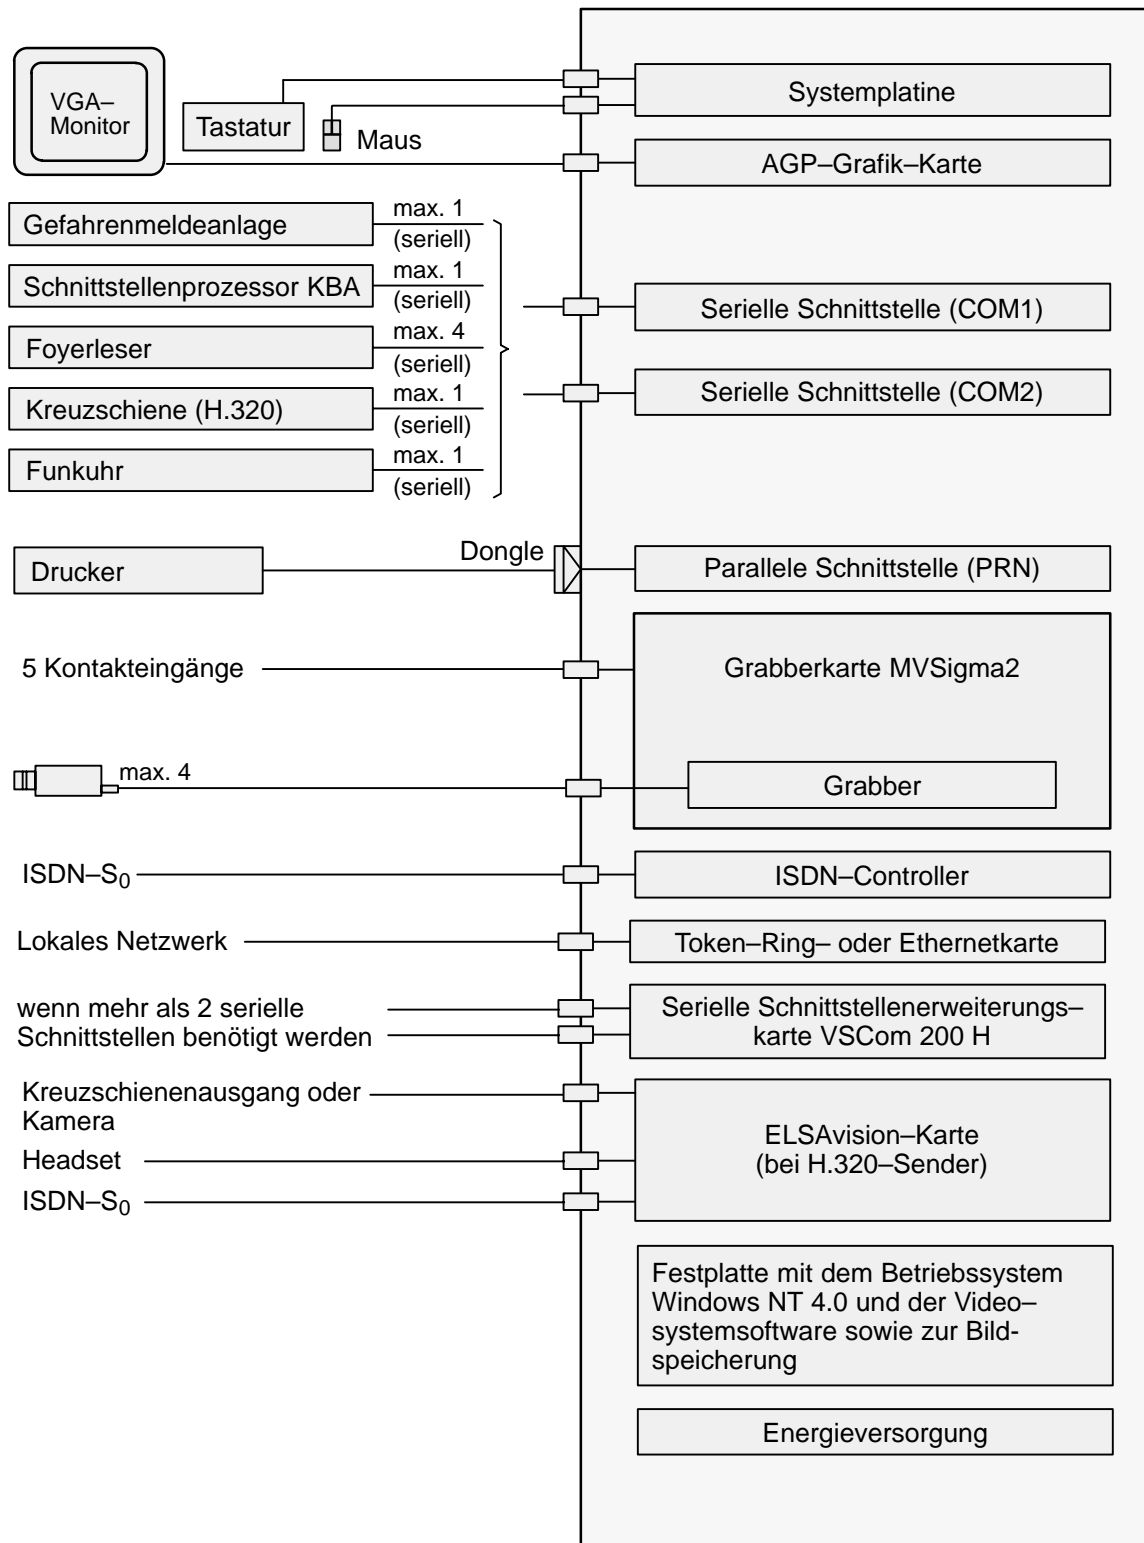 VGA–
Monitor
Tastatur
Maus
Systemplatine
AGP–Grafik–Karte
Gefahrenmeldeanlage
max. 1
(seriell)
Schnittstellenprozessor KBA
max. 1
(seriell)
Foyerleser
max. 4
(seriell)
Kreuzschiene (H.320)
max. 1
(seriell)
Funkuhr
max. 1
(seriell)
Serielle Schnittstelle (COM1)
Serielle Schnittstelle (COM2)
Drucker
Dongle
Parallele Schnittstelle (PRN)
5 Kontakteingänge
Grabberkarte MVSigma2
max. 4
Grabber
ISDN–S0
ISDN–Controller
Lokales Netzwerk
Token–Ring– oder Ethernetkarte
wenn mehr als 2 serielle
Schnittstellen benötigt werden
Serielle Schnittstellenerweiterungs–
karte VSCom 200 H
Kreuzschienenausgang oder
Kamera
Headset
ISDN–S0
ELSAvision–Karte
(bei H.320–Sender)
Festplatte mit dem Betriebssystem
Windows NT 4.0 und der Video–
systemsoftware sowie zur Bild-
speicherung
Energieversorgung